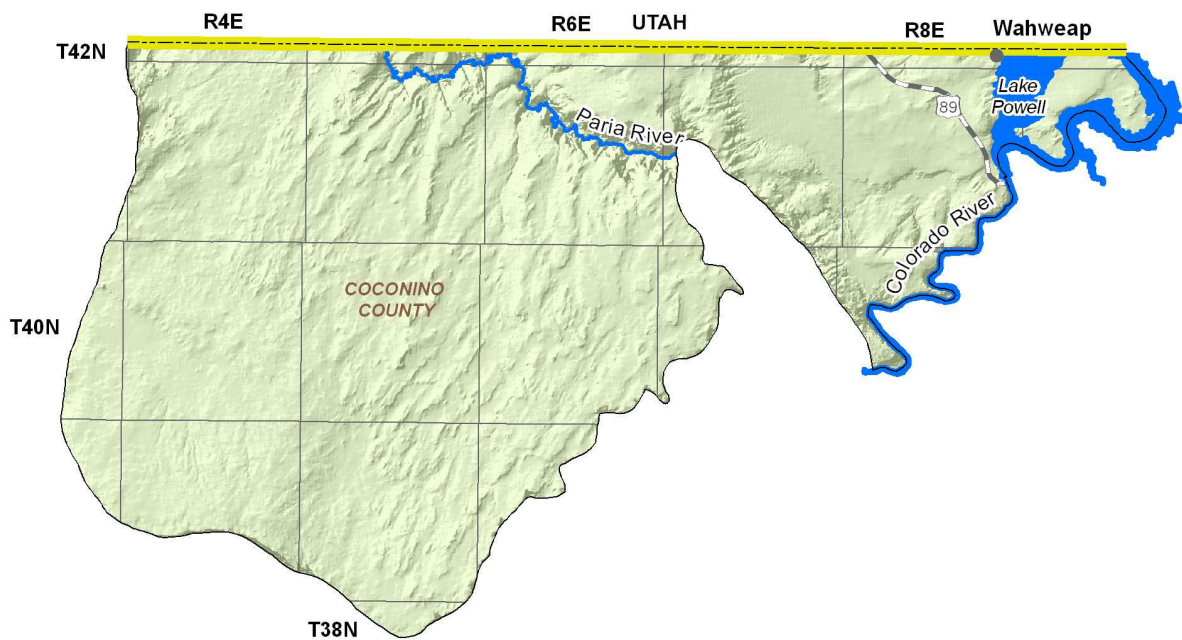 R4E
R6E
UTAH
R8E
Wahweap
T42N
Lake
Powell
89
Paria River
Colorado River
COCONINO
COUNTY
T40N
T38N